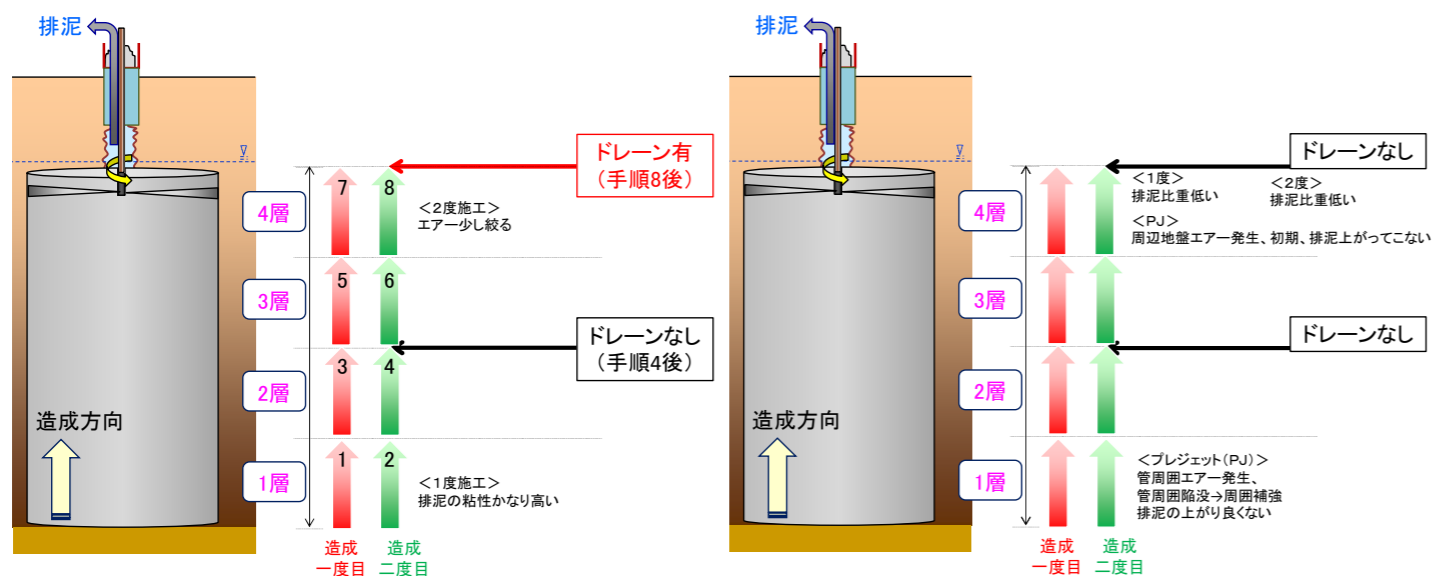 排泥
ドレーン有
（手順8後）
4層
7
8
＜2度施工＞
エアー少し絞る
3層
5
6
ドレーンなし
（手順4後）
2層
3
4
造成方向
1層
1
2
＜1度施工＞
排泥の粘性かなり高い
造成
一度目
造成
二度目
排泥
ドレーンなし
4層
＜1度＞
排泥比重低い
＜2度＞
排泥比重低い
＜PJ＞
周辺地盤エアー発生、初期、排泥上がってこない
3層
ドレーンなし
2層
造成方向
1層
＜プレジェット（PJ）＞
管周囲エアー発生、
管周囲陥没→周囲補強
排泥の上がり良くない
造成
一度目
造成
二度目